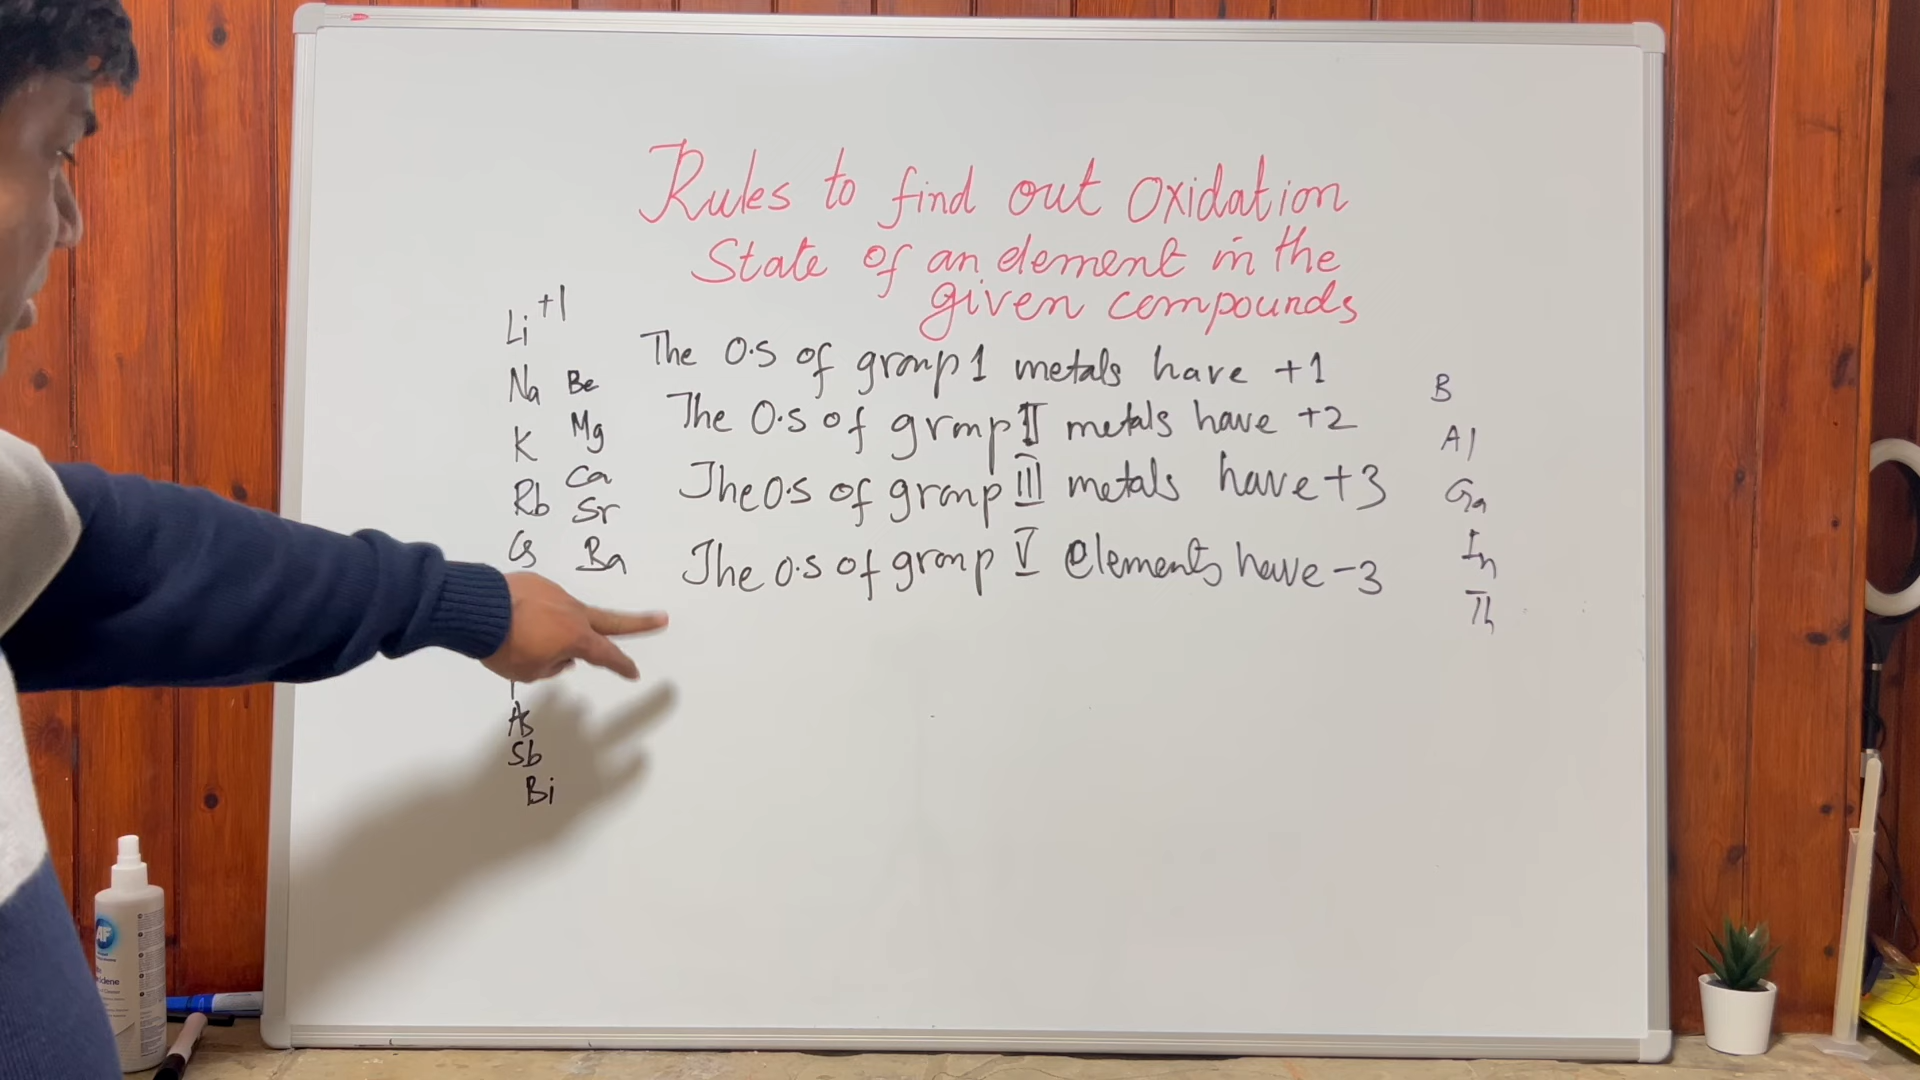 Rules to find out Oxidation
State of an element in the
given compounds
Li +1
Na
K
Rb
Cs
Be
Mg
Ca
Sr
Ba
The O.S of group 1 metals have +1
The O.S of group II metals have +2
The O.S of group III metals have +3
The O.S of group V elements have -3
B
Al
Ga
In
Th
As
Sb
Bi
AF